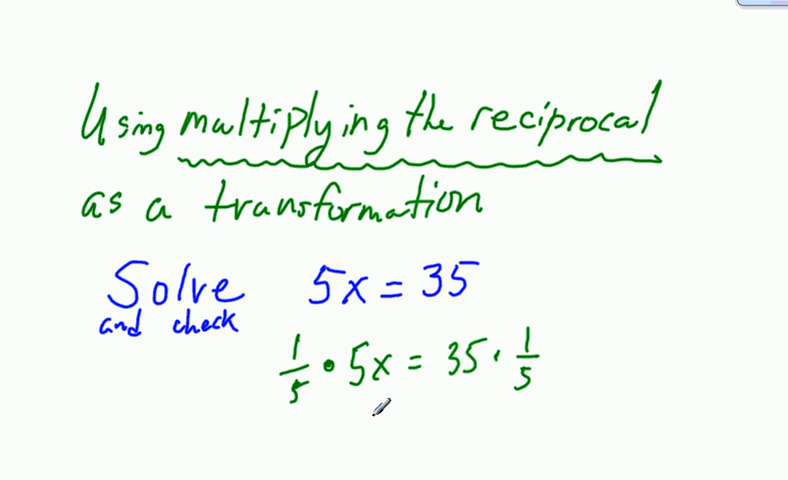 Using multiplying the reciprocal
as a transformation
Solve 5x = 35
and check
1/5 • 5x = 35 · 1/5